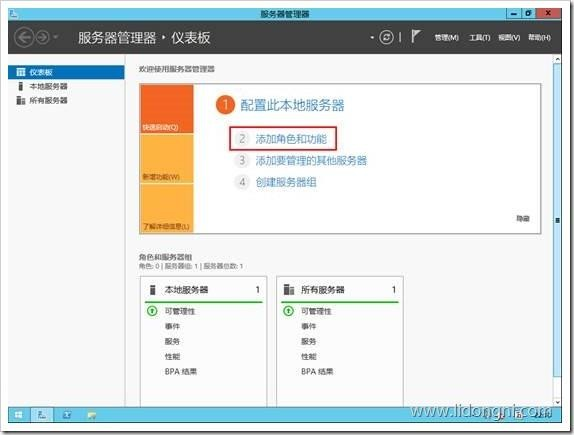 服务器管理器
服务器管理器 ▸ 仪表板
管理(M) 工具(T) 视图(V) 帮助(H)
仪表板
本地服务器
所有服务器
欢迎使用服务器管理器
快速启动(Q)
新增功能(W)
了解详细信息(L)
1 配置此本地服务器
2 添加角色和功能
3 添加要管理的其他服务器
4 创建服务器组
隐藏
角色和服务器组
角色: 0 | 服务器组: 1 | 服务器总数: 1
本地服务器 1
可管理性
事件
服务
性能
BPA 结果
所有服务器 1
可管理性
事件
服务
性能
BPA 结果
www.lidongni.com